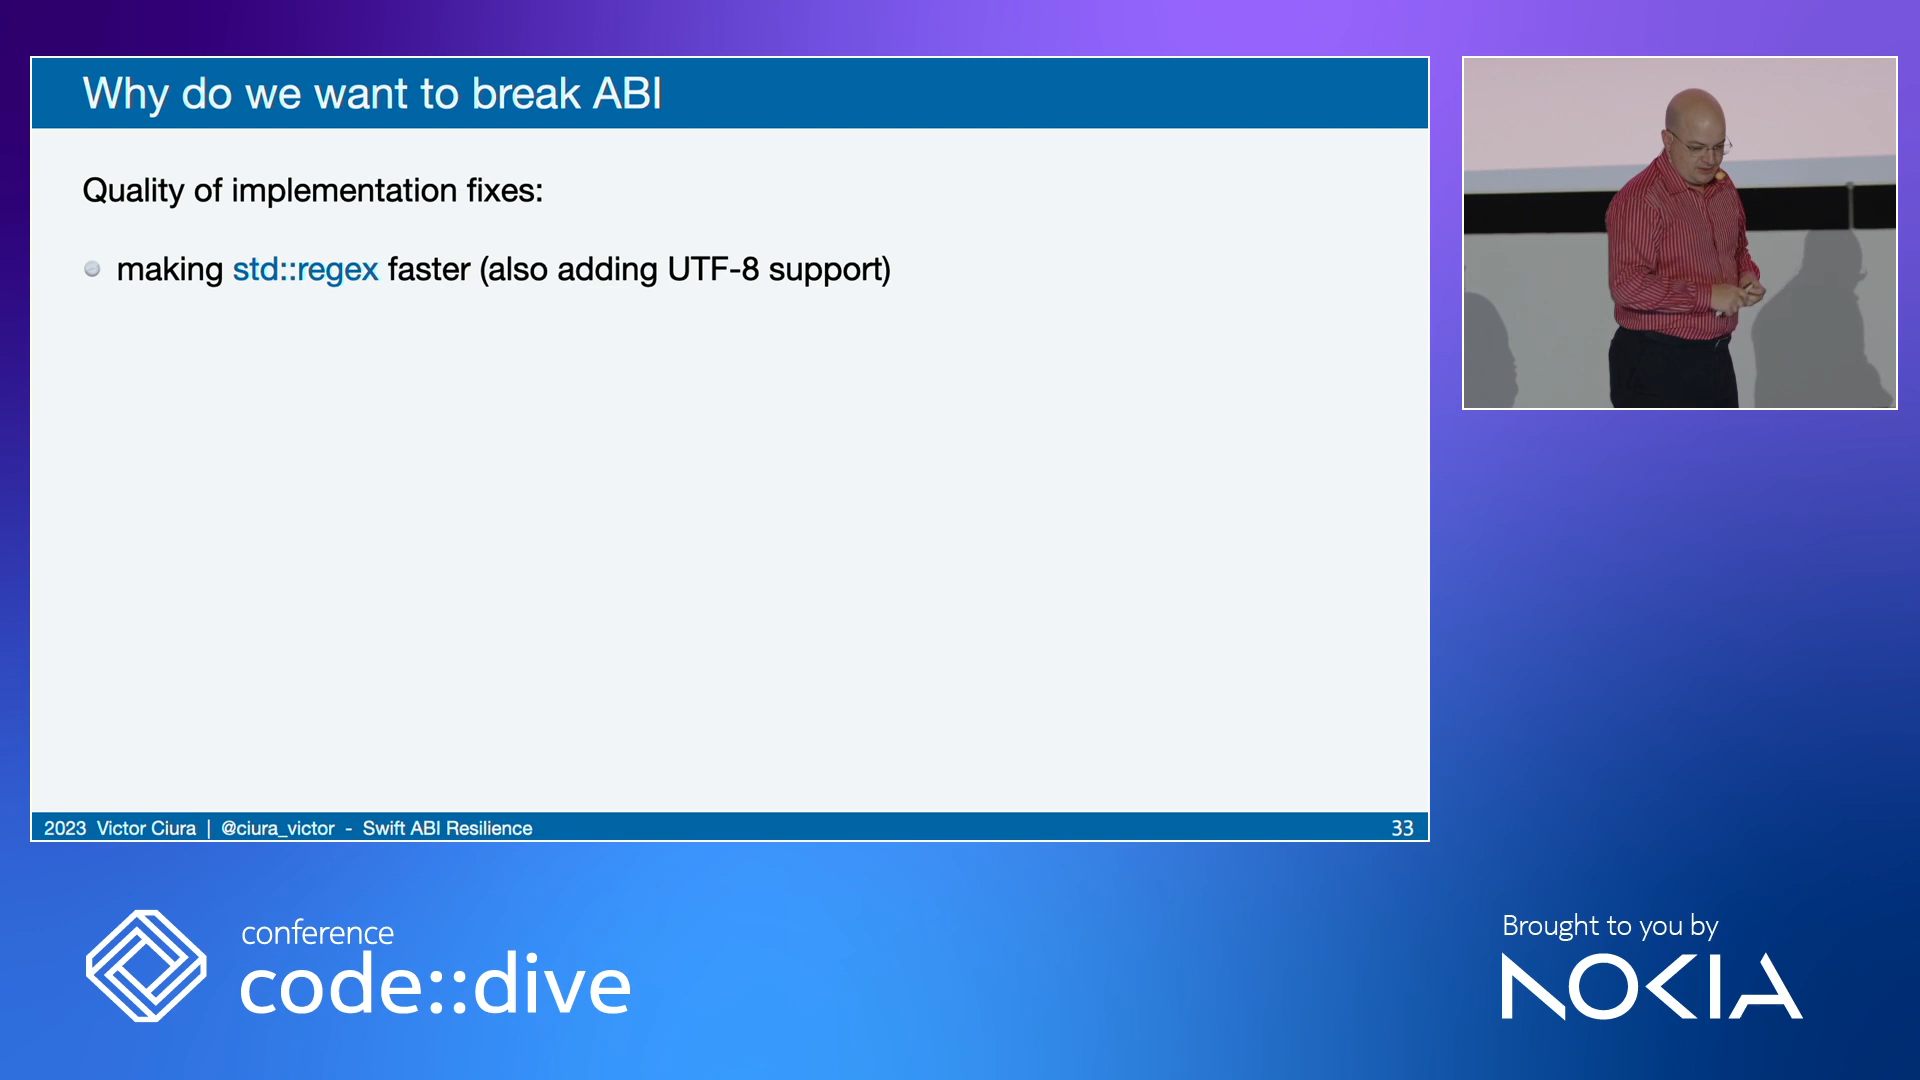 Why do we want to break ABI
Quality of implementation fixes:
making std::regex faster (also adding UTF-8 support)
2023 Victor Ciura | @ciura_victor - Swift ABI Resilience
33
conference
code::dive
Brought to you by
NOKIA